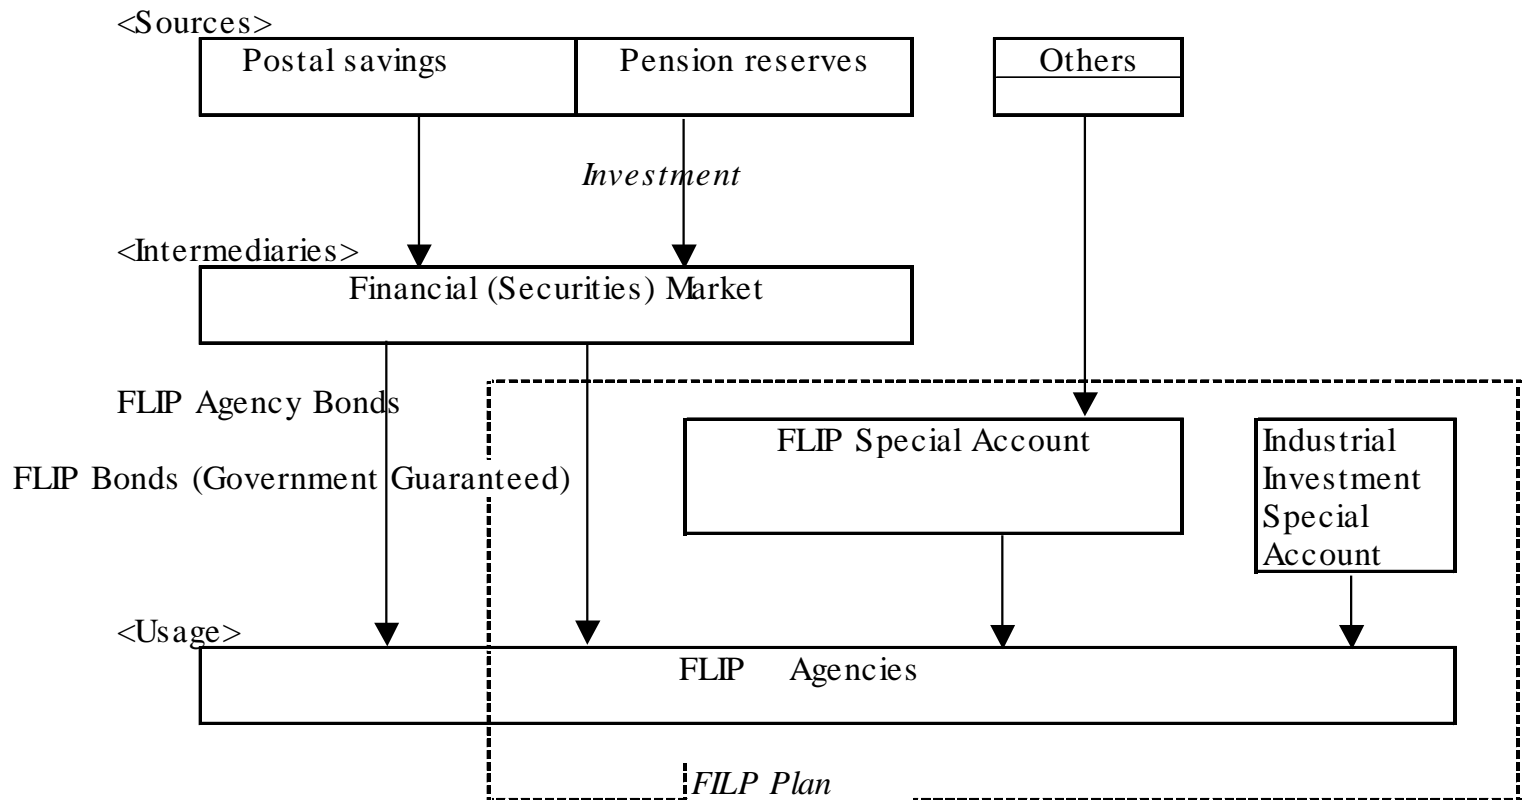 <Sources>
Postal savings
Pension reserves
Others
Investment
<Intermediaries>
Financial (Securities) Market
FLIP Agency Bonds
FLIP Special Account
Industrial
Investment
Special
Account
FLIP Bonds (Government Guaranteed)
<Usage>
FLIP Agencies
FILP Plan